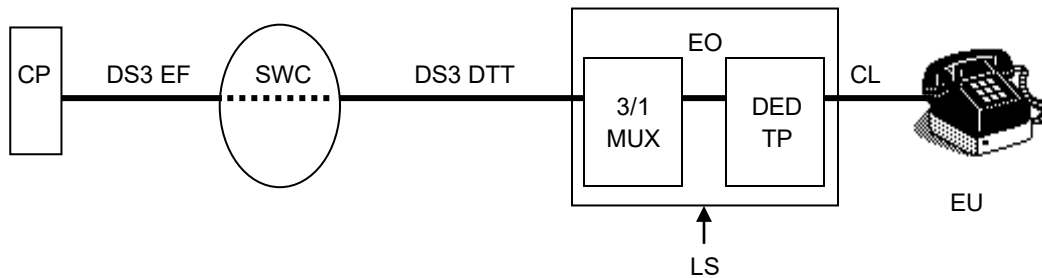 EO
CP
DS3 EF
SWC
DS3 DTT
CL
3/1
MUX
DED
TP
EU
LS